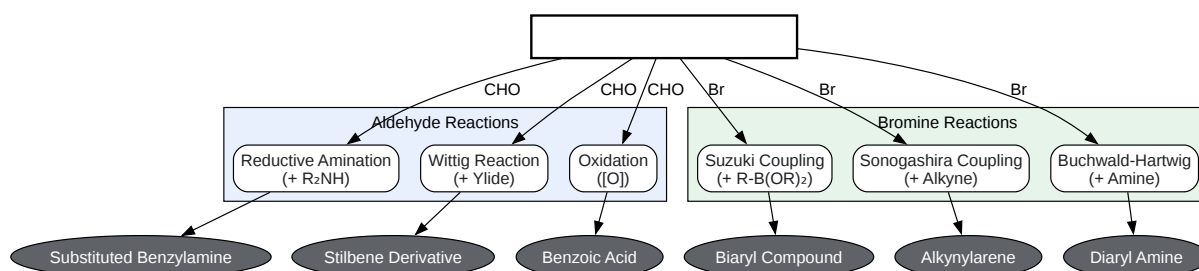 CHO
CHO
CHO
Br
Br
Br
Aldehyde Reactions
Bromine Reactions
Reductive Amination
(+ R₂NH)
Wittig Reaction
(+ Ylide)
Oxidation
([O])
Suzuki Coupling
(+ R-B(OR)₂)
Sonogashira Coupling
(+ Alkyne)
Buchwald-Hartwig
(+ Amine)
Substituted Benzylamine
Stilbene Derivative
Benzoic Acid
Biaryl Compound
Alkynylarene
Diaryl Amine